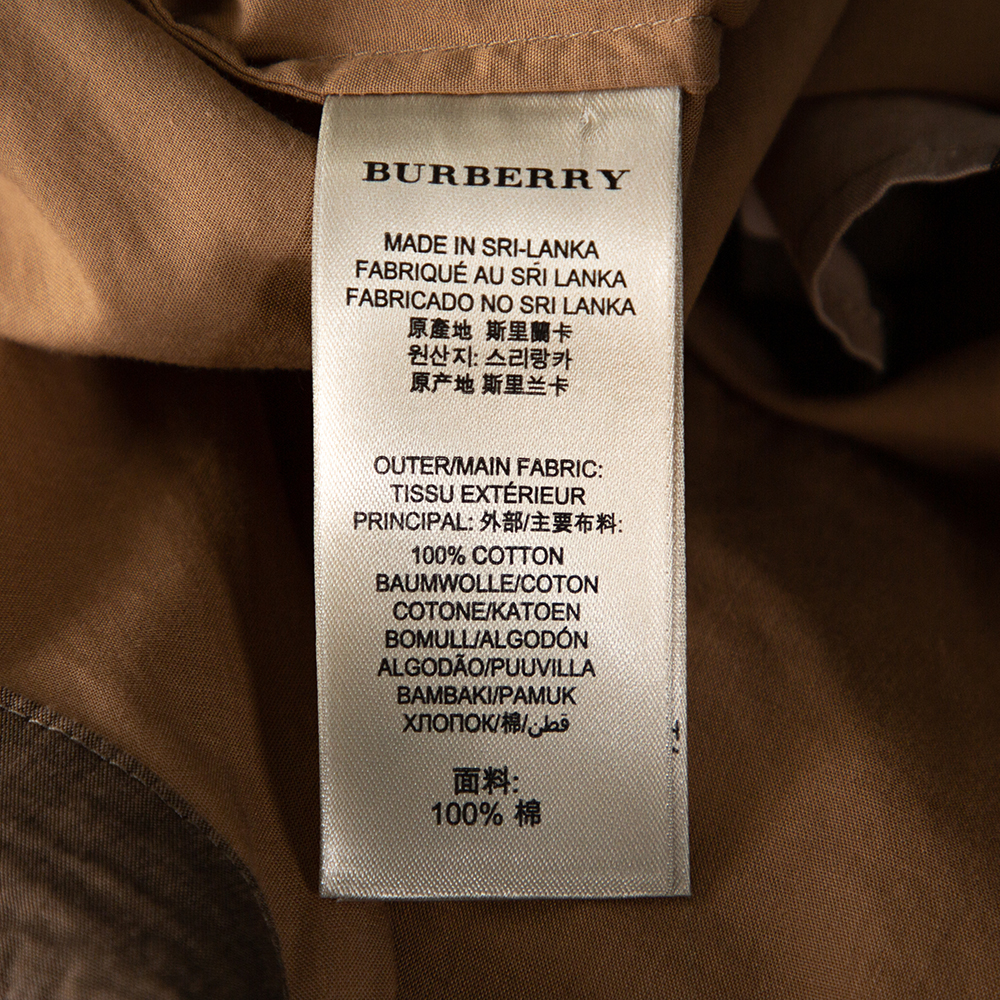 BURBERRY
MADE IN SRI-LANKA
FABRIQUÉ AU SRI LANKA
FABRICADO NO SRI LANKA
原產地 斯里蘭卡
원산지: 스리랑카
原产地 斯里兰卡
OUTER/MAIN FABRIC:
TISSU EXTÉRIEUR
PRINCIPAL: 外部/主要布料:
100% COTTON
BAUMWOLLE/COTON
COTONE/KATOEN
BOMULL/ALGODÓN
ALGODÃO/PUUVILLA
BAMBAKI/PAMUK
ХЛОПОК/棉/قطن
面料:
100% 棉